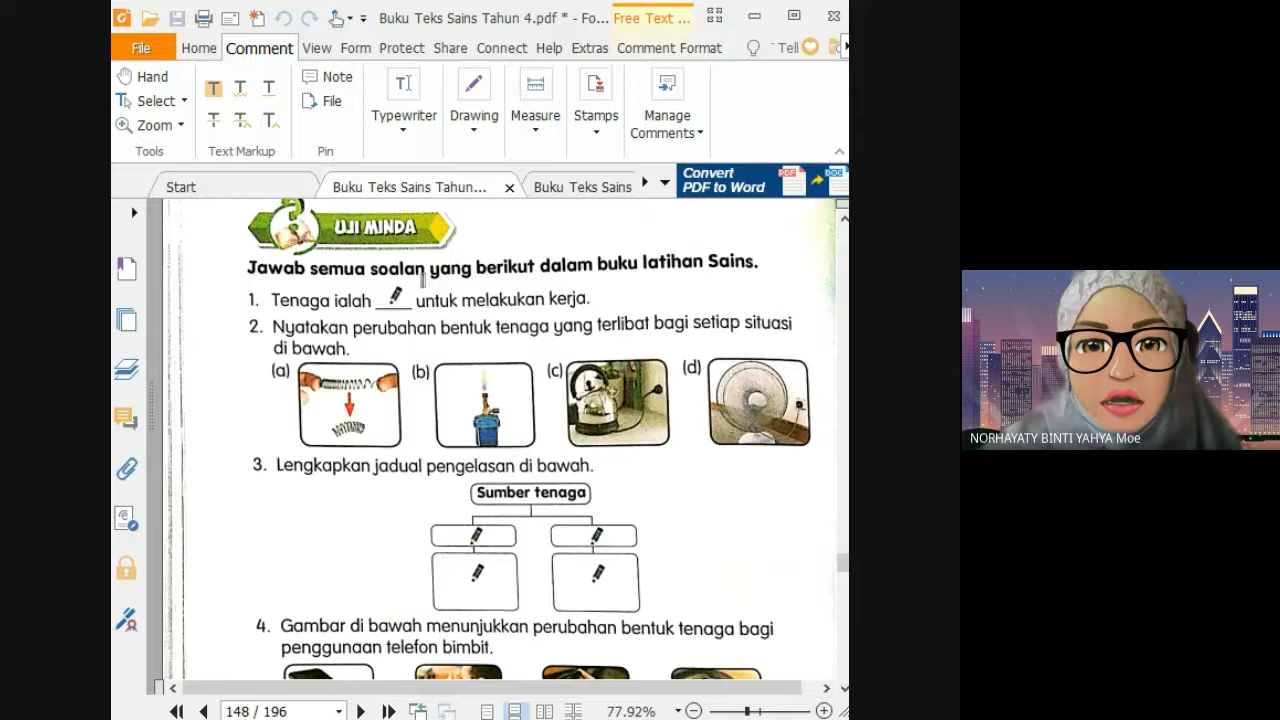 Buku Teks Sains Tahun 4.pdf * - Fo... Free Text ...
File Home Comment View Form Protect Share Connect Help Extras Comment Format Tell
Hand
Select
Zoom
Tools
Text Markup
Note
File
Pin
Typewriter
Drawing
Measure
Stamps
Manage
Comments
Start
Buku Teks Sains Tahun...
Buku Teks Sains
Convert
PDF to Word
PDF
DOC
UJI MINDA
Jawab semua soalan yang berikut dalam buku latihan Sains.
1. Tenaga ialah ____ untuk melakukan kerja.
2. Nyatakan perubahan bentuk tenaga yang terlibat bagi setiap situasi
di bawah.
(a) (b) (c) (d)
3. Lengkapkan jadual pengelasan di bawah.
Sumber tenaga
4. Gambar di bawah menunjukkan perubahan bentuk tenaga bagi
penggunaan telefon bimbit.
148 / 196
77.92%
NORHAYATY BINTI YAHYA Moe